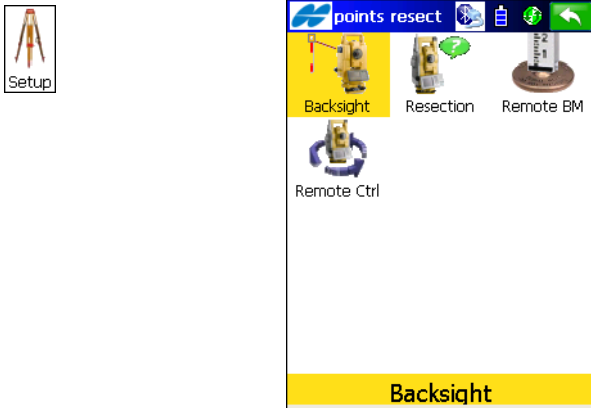 Setup
points resect
Backsight Resection Remote BM
Remote Ctrl
Backsight